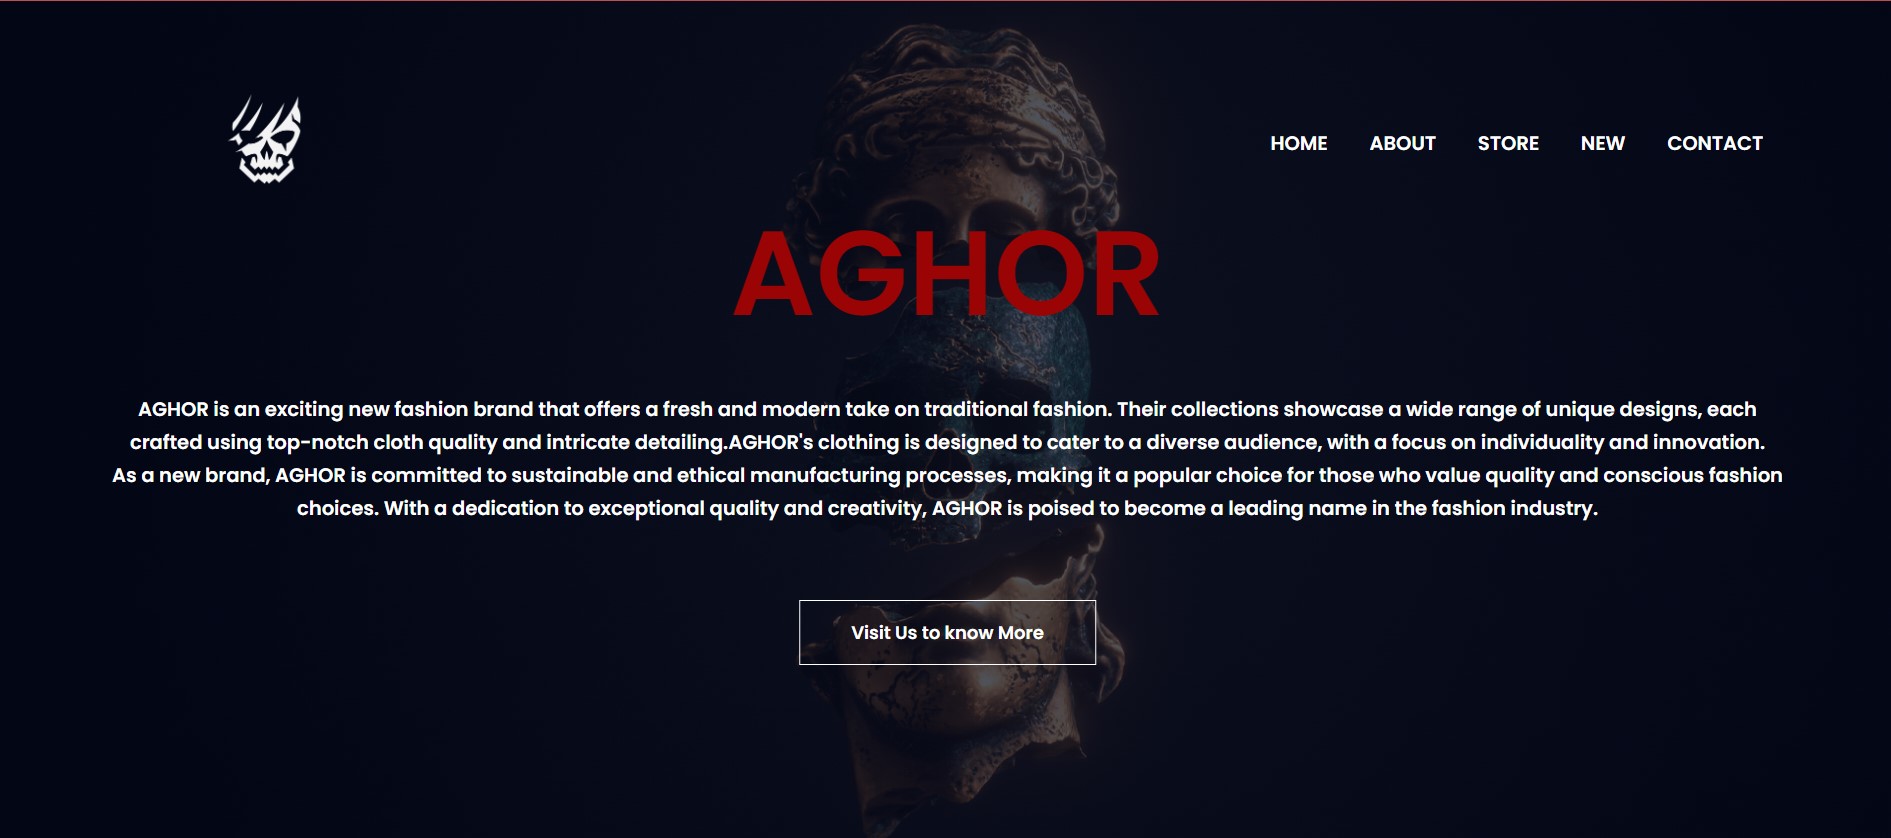 HOME ABOUT STORE NEW CONTACT
AGHOR
AGHOR is an exciting new fashion brand that offers a fresh and modern take on traditional fashion. Their collections showcase a wide range of unique designs, each
crafted using top-notch cloth quality and intricate detailing.AGHOR's clothing is designed to cater to a diverse audience, with a focus on individuality and innovation.
As a new brand, AGHOR is committed to sustainable and ethical manufacturing processes, making it a popular choice for those who value quality and conscious fashion
choices. With a dedication to exceptional quality and creativity, AGHOR is poised to become a leading name in the fashion industry.
Visit Us to know More